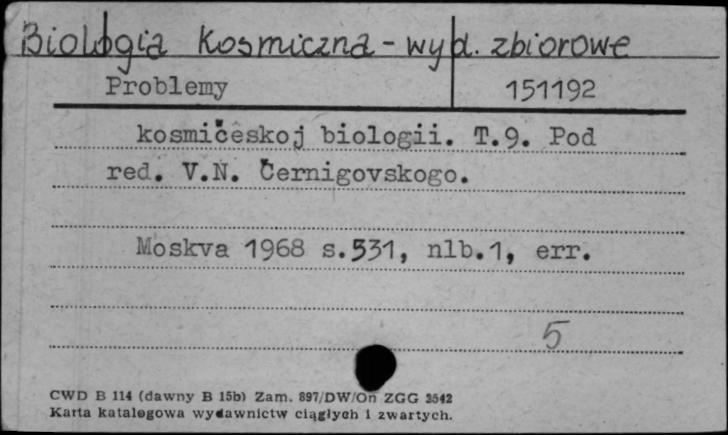 Biologia kosmiczna - wyd. zbiorowe
Problemy 151192
kosmičeskoj biologii. T.9. Pod
red. V.N. Černigovskogo.
Moskva 1968 s.531, nlb.1, err.
5
CWD B 114 (dawny B 15b) Zam. 897/DW/On ZGG 3542
Karta katalogowa wydawnictw ciągłych i zwartych.